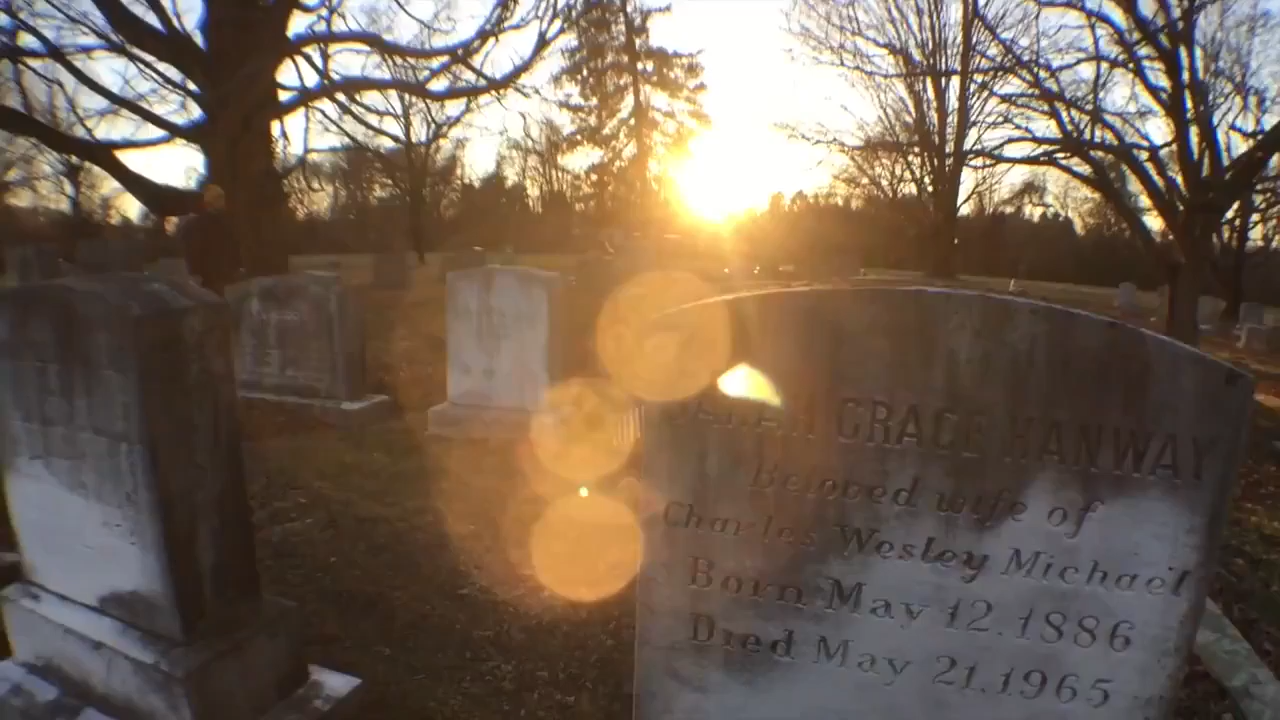 GRACE HANWAY
Beloved wife of
Charles Wesley Michael
Born May 12.1886
Died May 21.1965